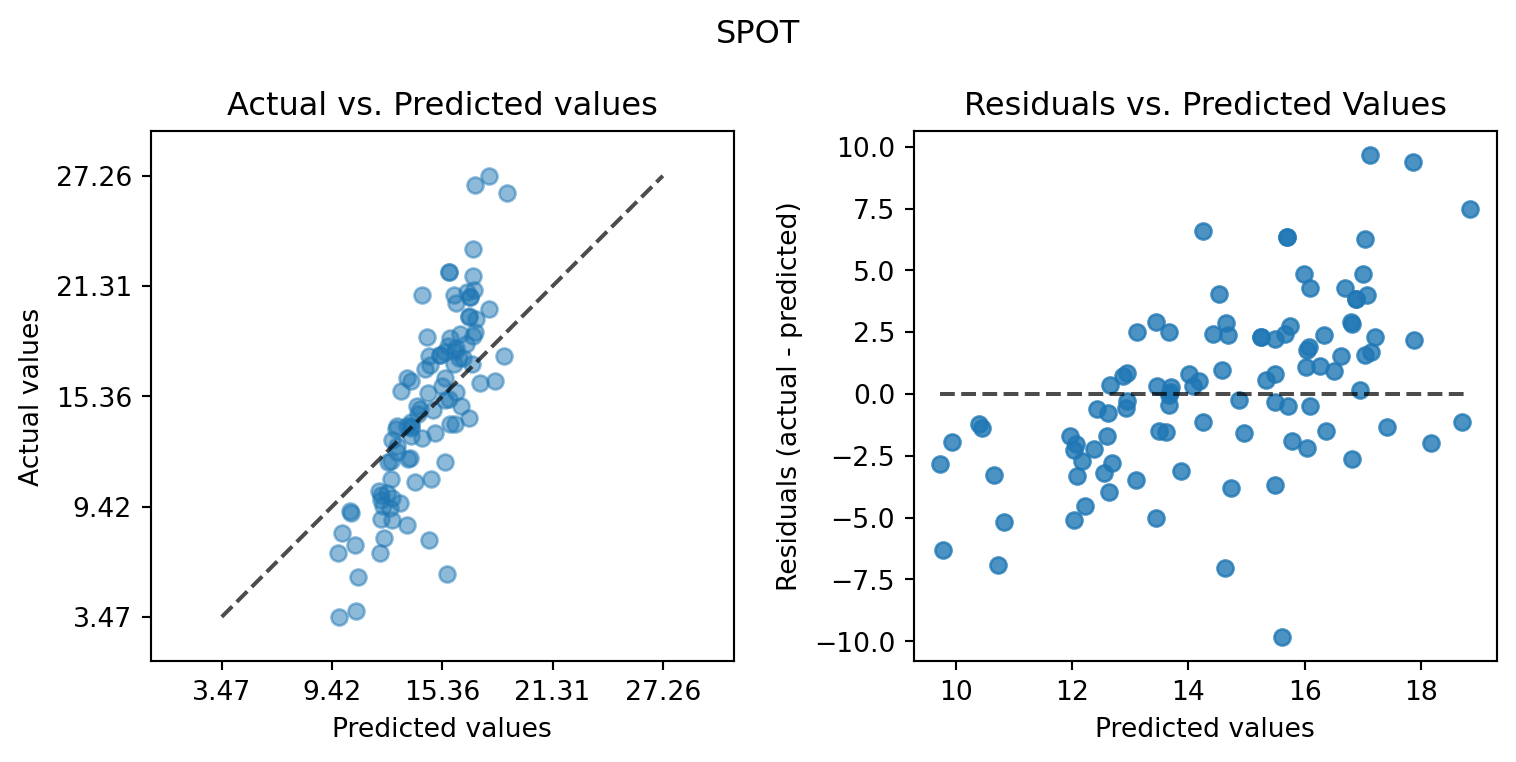 SPOT
Actual vs. Predicted values
Actual values
27.26
21.31
15.36
9.42
3.47
3.47 9.42 15.36 21.31 27.26
Predicted values
Residuals vs. Predicted Values
Residuals (actual - predicted)
10.0
7.5
5.0
2.5
0.0
−2.5
−5.0
−7.5
−10.0
10 12 14 16 18
Predicted values